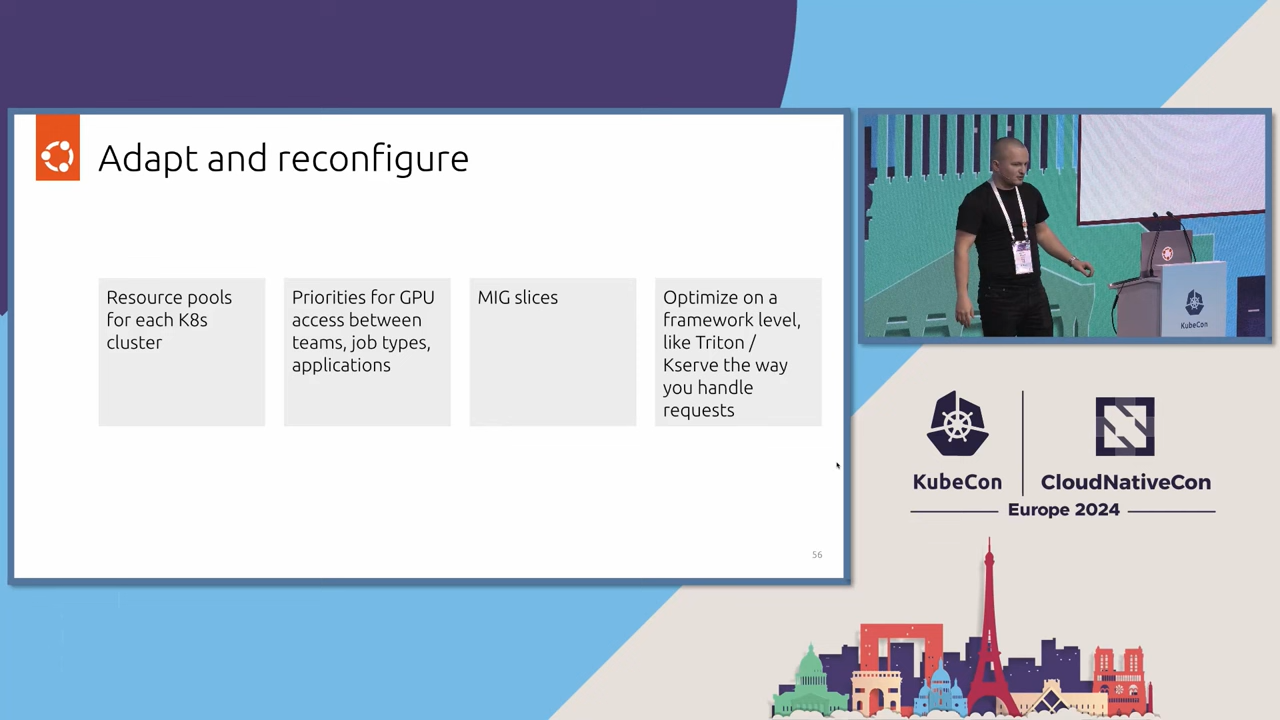 Adapt and reconfigure
Resource pools
for each K8s
cluster
Priorities for GPU
access between
teams, job types,
applications
MIG slices
Optimize on a
framework level,
like Triton /
Kserve the way
you handle
requests
56
KubeCon
KubeCon
CloudNativeCon
Europe 2024